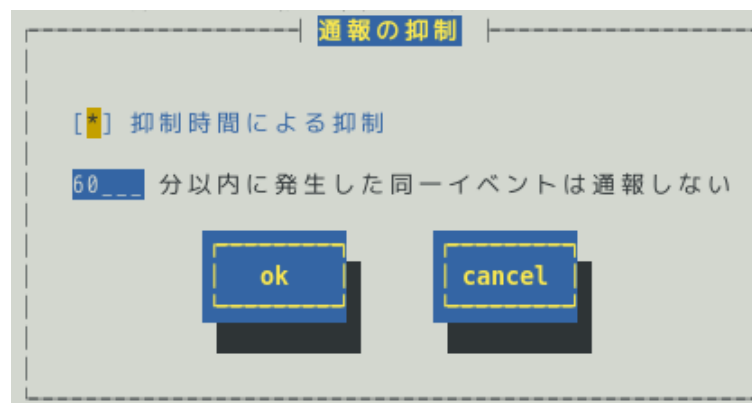 通報の抑制
[*] 抑制時間による抑制
60___ 分以内に発生した同一イベントは通報しない
ok cancel